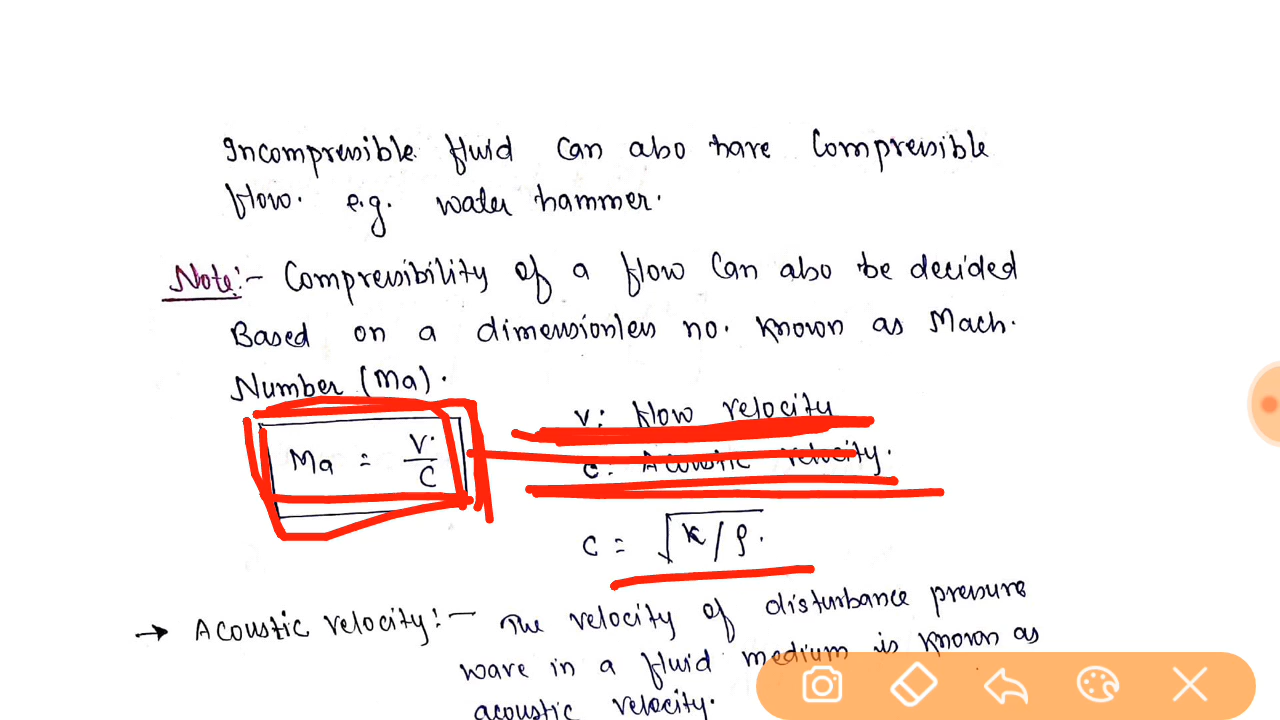 Incompressible fluid can also have compressible
flow. e.g. water hammer.
Note:- Compressibility of a flow can also be decided
Based on a dimensionless no. known as Mach.
Number (Ma).
V: flow velocity
Ma = V/C
C: Acoustic velocity.
C = √K/ρ.
→ Acoustic velocity:- The velocity of disturbance pressure
wave in a fluid medium is known as
acoustic velocity.